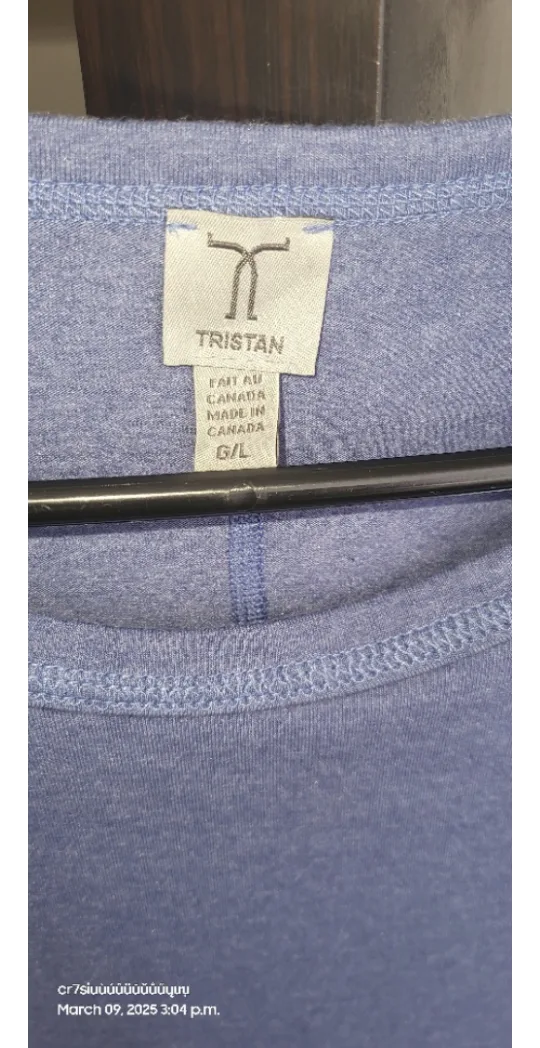 TRISTAN
FAIT AU
CANADA
MADE IN
CANADA
G/L
March 09, 2025 3:04 p.m.